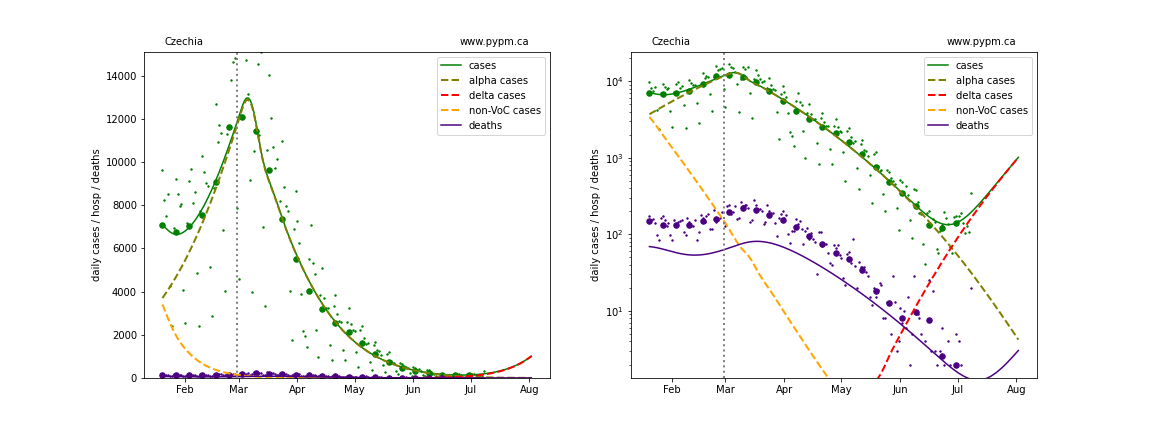 Czechia www.pypm.ca
daily cases / hosp / deaths
14000
12000
10000
8000
6000
4000
2000
0
cases
alpha cases
delta cases
non-VoC cases
deaths
Feb Mar Apr May Jun Jul Aug
Czechia www.pypm.ca
daily cases / hosp / deaths
10⁴
10³
10²
10¹
cases
alpha cases
delta cases
non-VoC cases
deaths
Feb Mar Apr May Jun Jul Aug